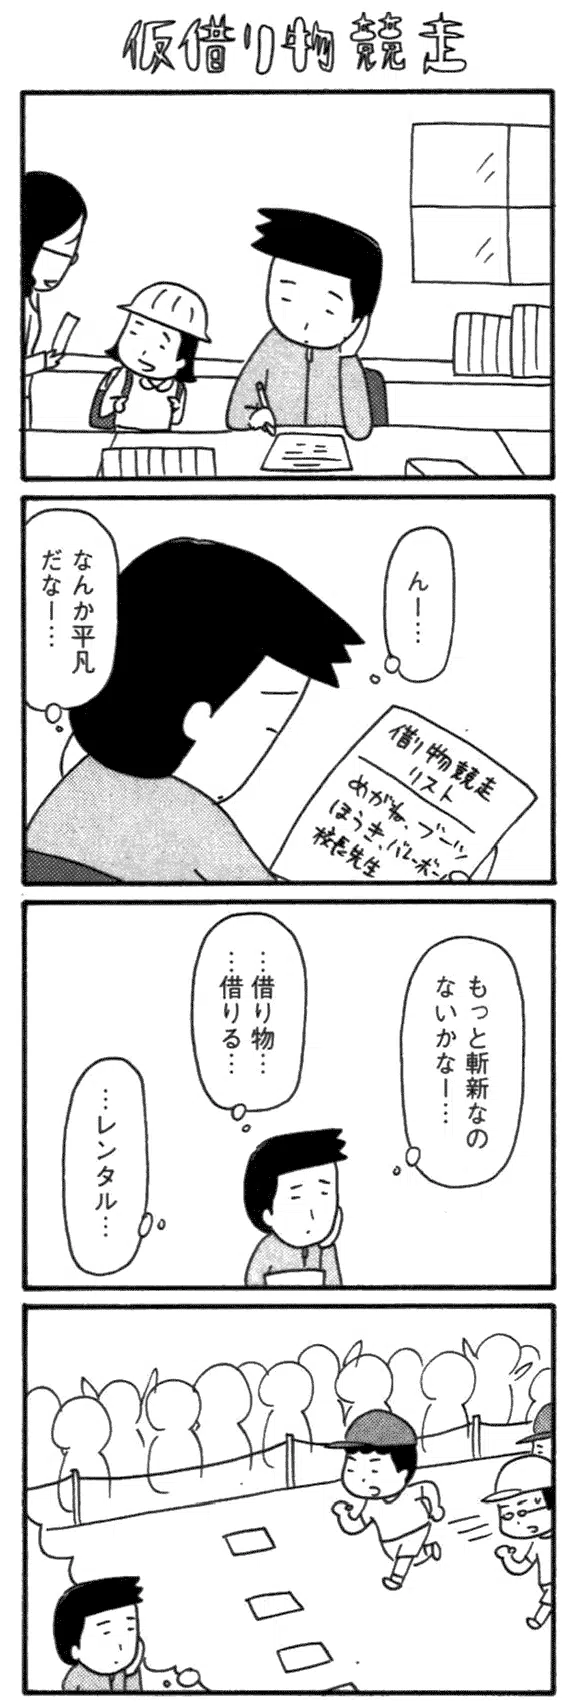 仮借り物競走
んー…
借り物競走
リスト
めがね、ブーツ
ほうき、バレーボール
校長先生
なんか平凡
だなー…
もっと斬新なの
ないかなー…
…借り物…
…借りる…
…レンタル…